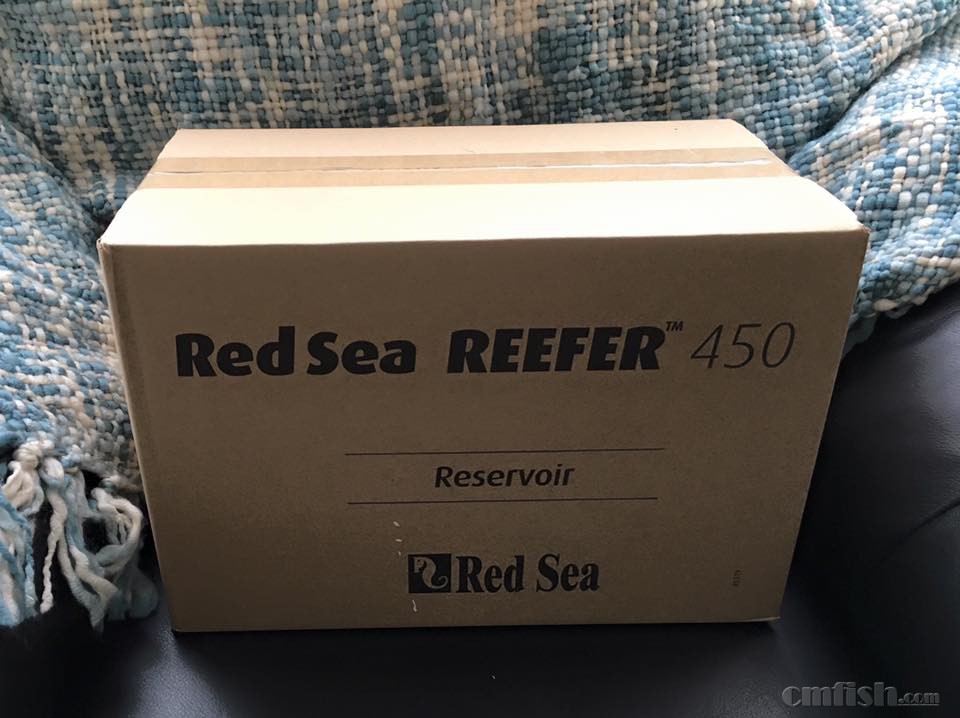 Red Sea REEFER™ 450
Reservoir
Red Sea
cmfish.com